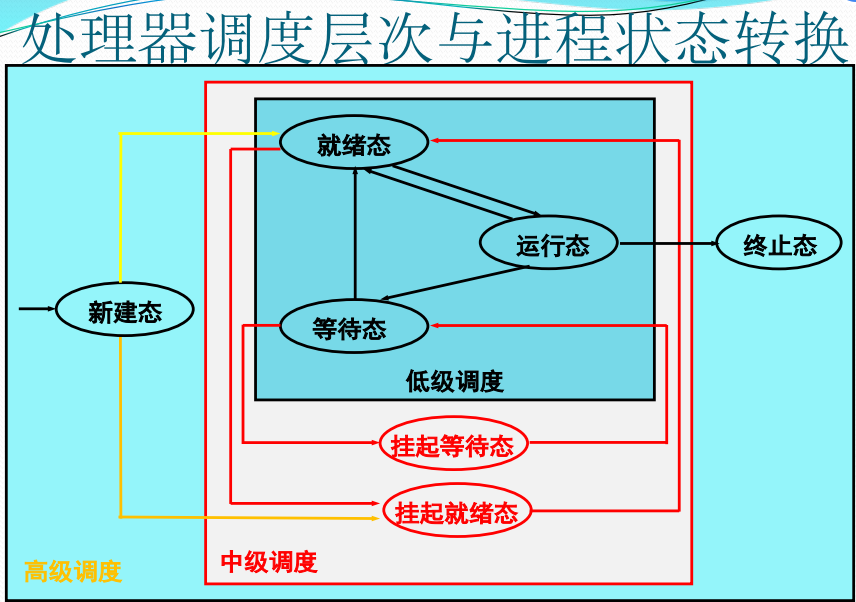 处理器调度层次与进程状态转换
就绪态
运行态
终止态
新建态
等待态
低级调度
挂起等待态
挂起就绪态
中级调度
高级调度